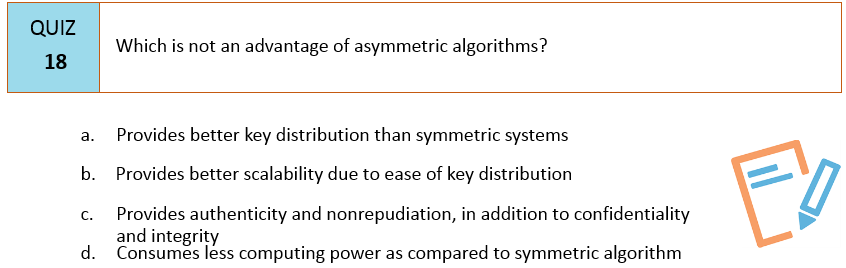 QUIZ
18
Which is not an advantage of asymmetric algorithms?
a. Provides better key distribution than symmetric systems
b. Provides better scalability due to ease of key distribution
c. Provides authenticity and nonrepudiation, in addition to confidentiality
and integrity
d. Consumes less computing power as compared to symmetric algorithm